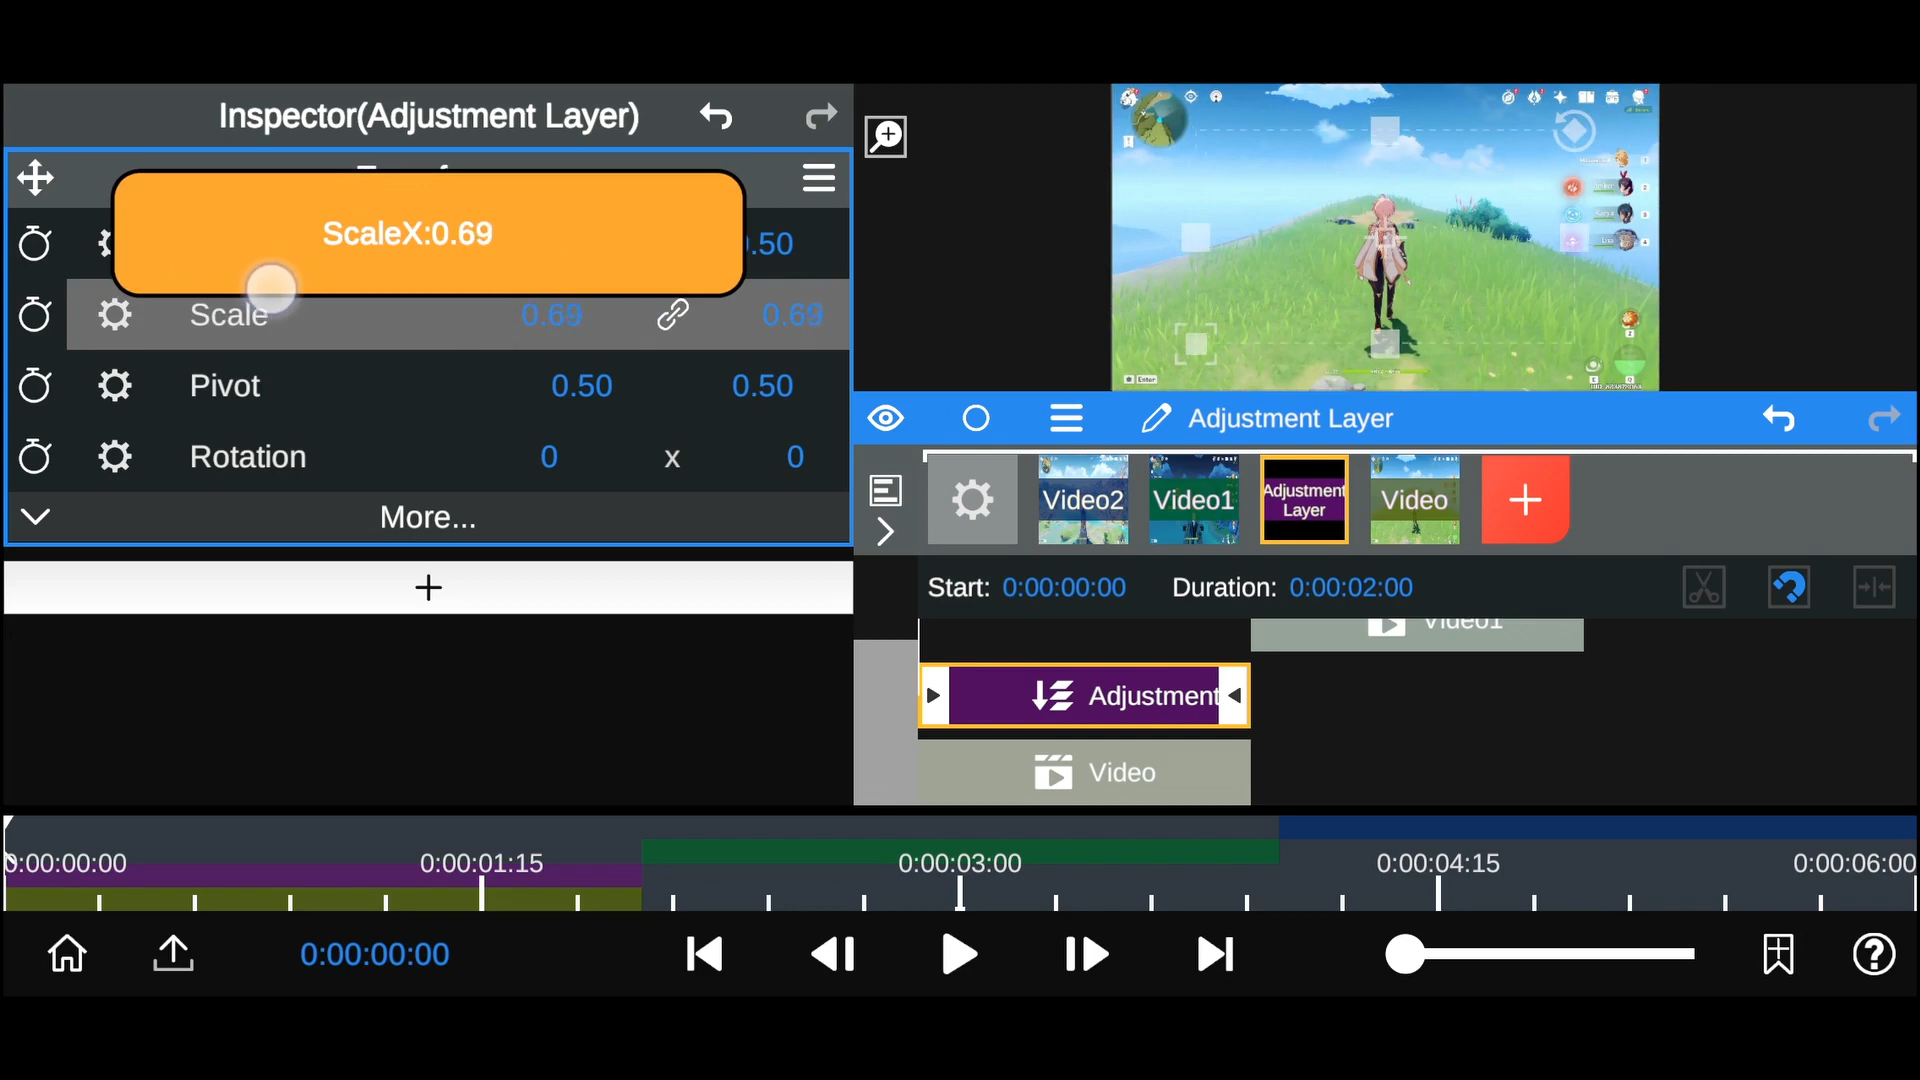 Inspector(Adjustment Layer)
ScaleX:0.69
.50
Scale 0.69 0.69
Pivot 0.50 0.50
Rotation 0 x 0
More...
+
Enter
Adjustment Layer
Video2
Video1
Adjustment
Layer
Video
+
Start: 0:00:00:00 Duration: 0:00:02:00
Video1
Adjustment
Video
0:00:00:00 0:00:01:15 0:00:03:00 0:00:04:15 0:00:06:00
0:00:00:00